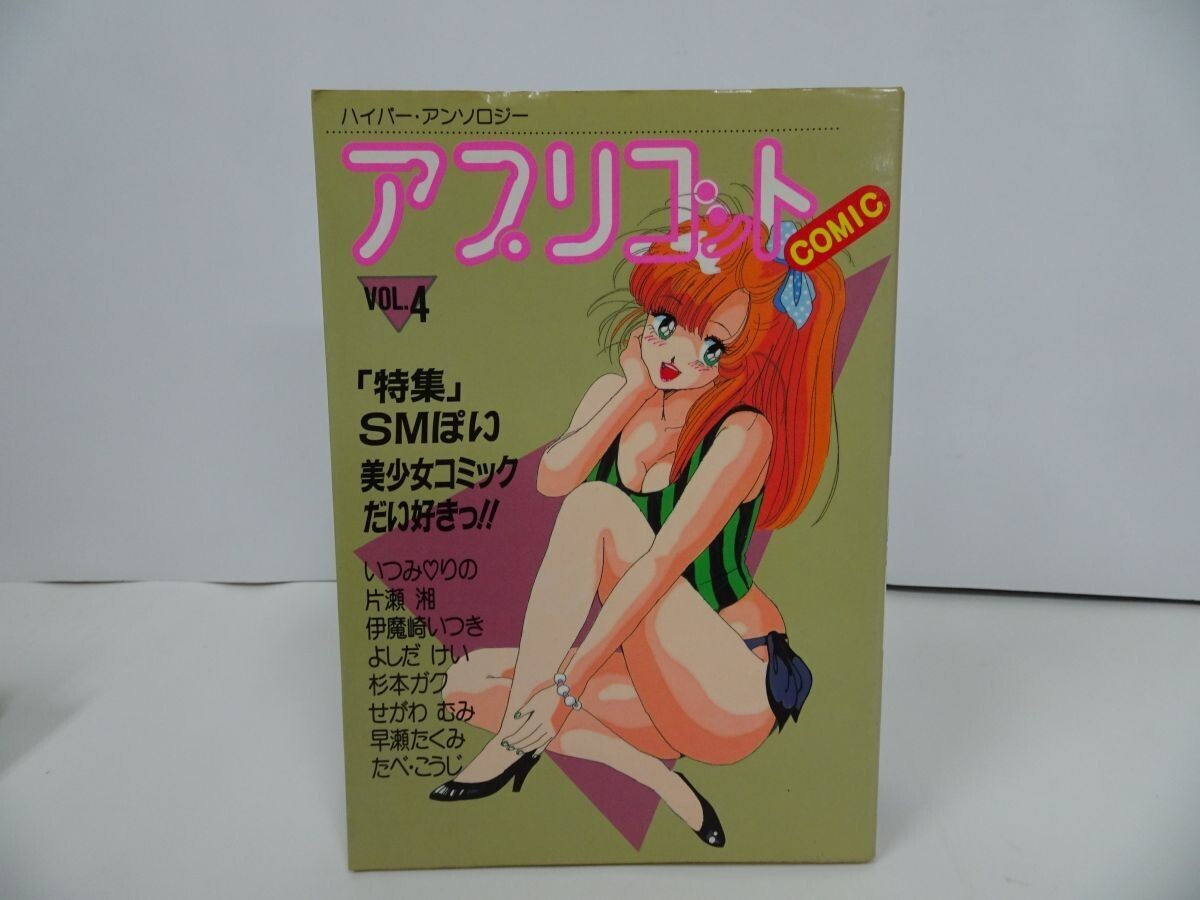 ハイパー・アンソロジー
アプリコット
COMIC
VOL.4
「特集」
SMぽい
美少女コミック
だい好きっ!!
いつみ♡りの
片瀬 湘
伊魔崎いつき
よしだ けい
杉本ガク
せがわ むみ
早瀬たくみ
たべ・こうじ